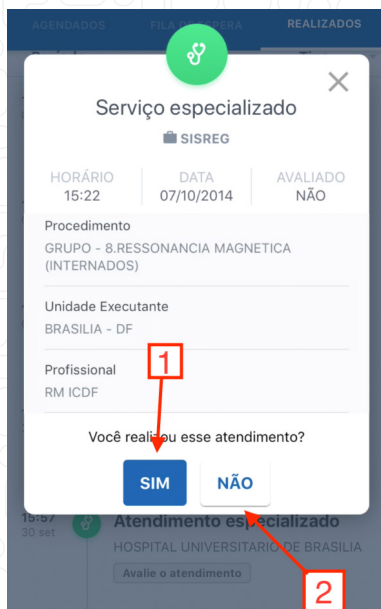 AGENDADOS FILA DE ESPERA REALIZADOS
Serviço especializado
SISREG
HORÁRIO DATA AVALIADO
15:22 07/10/2014 NÃO
Procedimento
GRUPO - 8.RESSONANCIA MAGNETICA
(INTERNADOS)
Unidade Executante
BRASILIA - DF
1
Profissional
RM ICDF
Você realizou esse atendimento?
SIM NÃO
15:57 Atendimento especializado
30 set
HOSPITAL UNIVERSITARIO DE BRASILIA
Avalie o atendimento
2